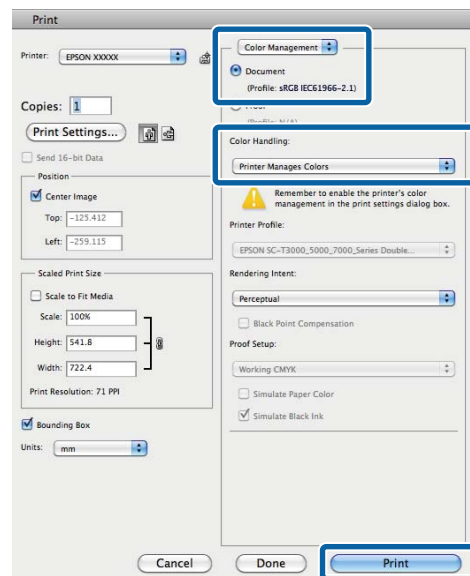 Print
Printer: EPSON XXXXX
Copies: 1
Print Settings...
Send 16-bit Data
Position
Center Image
Top: -125.412
Left: -259.115
Scaled Print Size
Scale to Fit Media
Scale: 100%
Height: 541.8
Width: 722.4
Print Resolution: 71 PPI
Bounding Box
Units: mm
Color Management
Document
(Profile: sRGB IEC61966-2.1)
(Profile: N/A)
Color Handling:
Printer Manages Colors
Remember to enable the printer's color
management in the print settings dialog box.
Printer Profile:
EPSON SC-T3000_5000_7000_Series Double...
Rendering Intent:
Perceptual
Black Point Compensation
Proof Setup:
Working CMYK
Simulate Paper Color
Simulate Black Ink
Cancel
Done
Print